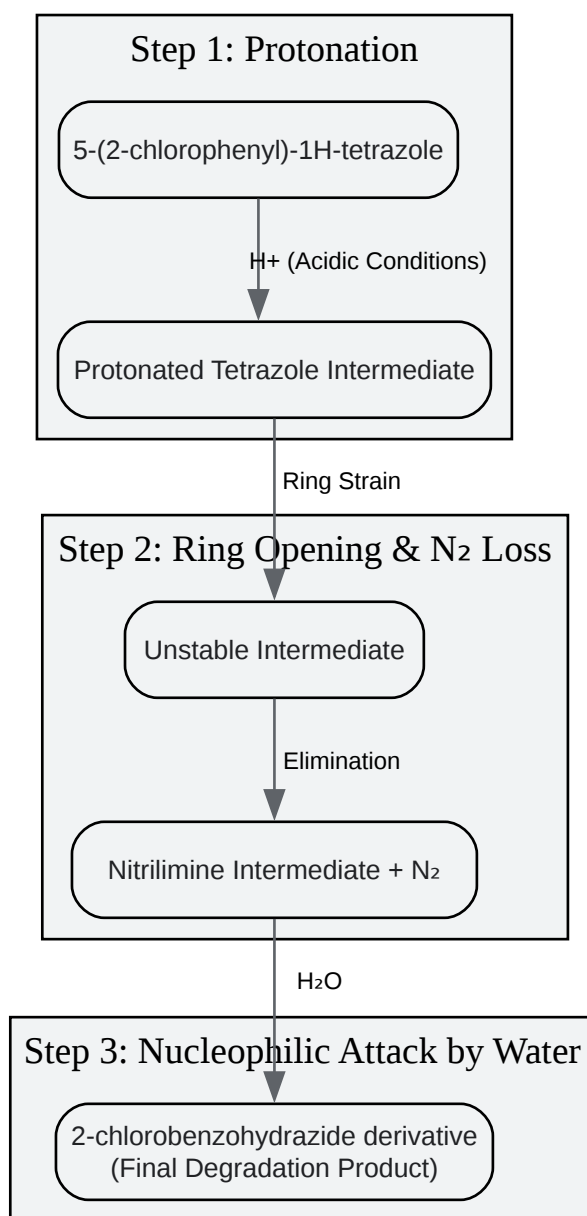 Step 1: Protonation
5-(2-chlorophenyl)-1H-tetrazole
H+ (Acidic Conditions)
Protonated Tetrazole Intermediate
Ring Strain
Step 2: Ring Opening & N₂ Loss
Unstable Intermediate
Elimination
Nitrilimine Intermediate + N₂
H₂O
Step 3: Nucleophilic Attack by Water
2-chlorobenzohydrazide derivative
(Final Degradation Product)